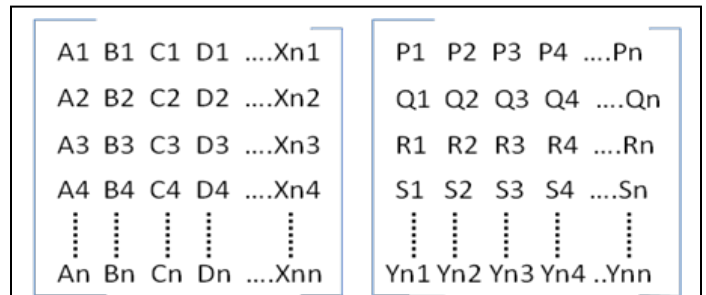 A1 B1 C1 D1 ....Xn1 P1 P2 P3 P4 ....Pn
A2 B2 C2 D2 ....Xn2 Q1 Q2 Q3 Q4 ....Qn
A3 B3 C3 D3 ....Xn3 R1 R2 R3 R4 ....Rn
A4 B4 C4 D4 ....Xn4 S1 S2 S3 S4 ....Sn
An Bn Cn Dn ....Xnn Yn1 Yn2 Yn3 Yn4 ..Ynn